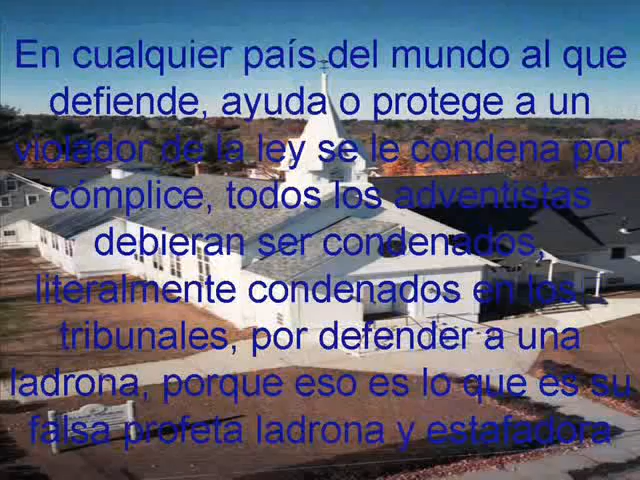 En cualquier país del mundo al que
defiende, ayuda o protege a un
violador de la ley se le condena por
cómplice, todos los adventistas
debieran ser condenados,
literalmente condenados en los
tribunales, por defender a una
ladrona, porque eso es lo que es su
falsa profeta ladrona y estafadora